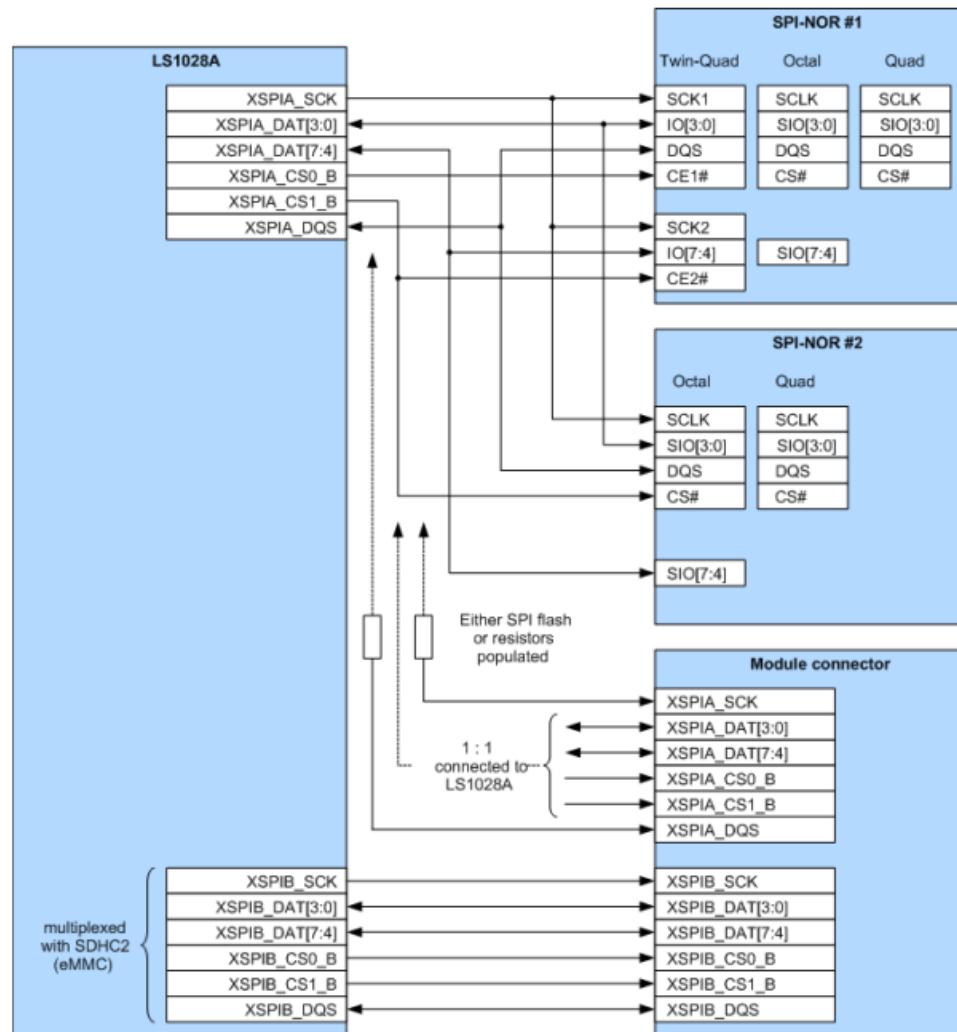 LS1028A
XSPIA_SCK
XSPIA_DAT[3:0]
XSPIA_DAT[7:4]
XSPIA_CS0_B
XSPIA_CS1_B
XSPIA_DQS
SPI-NOR #1
Twin-Quad Octal Quad
SCK1 SCLK SCLK
IO[3:0] SIO[3:0] SIO[3:0]
DQS DQS DQS
CE1# CS# CS#
SCK2
IO[7:4] SIO[7:4]
CE2#
SPI-NOR #2
Octal Quad
SCLK SCLK
SIO[3:0] SIO[3:0]
DQS DQS
CS# CS#
SIO[7:4]
Either SPI flash
or resistors
populated
Module connector
XSPIA_SCK
XSPIA_DAT[3:0]
XSPIA_DAT[7:4]
XSPIA_CS0_B
XSPIA_CS1_B
XSPIA_DQS
1 : 1
connected to
LS1028A
multiplexed
with SDHC2
(eMMC)
XSPIB_SCK
XSPIB_DAT[3:0]
XSPIB_DAT[7:4]
XSPIB_CS0_B
XSPIB_CS1_B
XSPIB_DQS
XSPIB_SCK
XSPIB_DAT[3:0]
XSPIB_DAT[7:4]
XSPIB_CS0_B
XSPIB_CS1_B
XSPIB_DQS